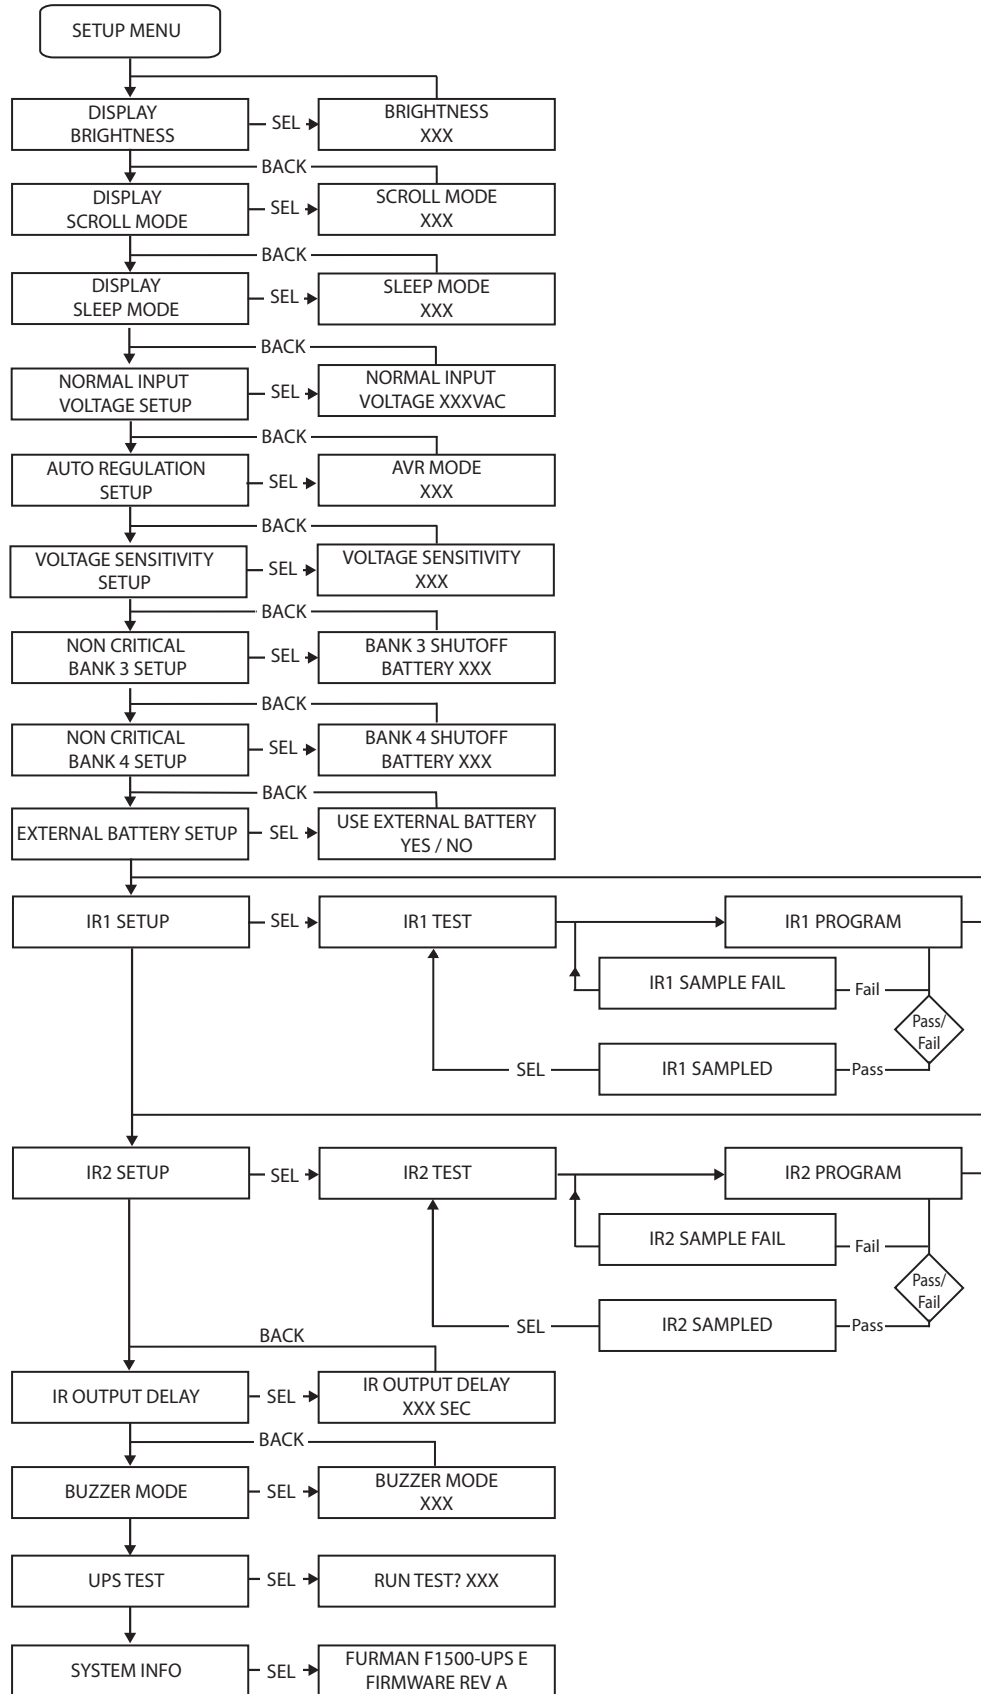 SETUP MENU
DISPLAY
BRIGHTNESS
SEL
BRIGHTNESS
XXX
BACK
DISPLAY
SCROLL MODE
SEL
SCROLL MODE
XXX
BACK
DISPLAY
SLEEP MODE
SEL
SLEEP MODE
XXX
BACK
NORMAL INPUT
VOLTAGE SETUP
SEL
NORMAL INPUT
VOLTAGE XXXVAC
BACK
AUTO REGULATION
SETUP
SEL
AVR MODE
XXX
BACK
VOLTAGE SENSITIVITY
SETUP
SEL
VOLTAGE SENSITIVITY
XXX
BACK
NON CRITICAL
BANK 3 SETUP
SEL
BANK 3 SHUTOFF
BATTERY XXX
BACK
NON CRITICAL
BANK 4 SETUP
SEL
BANK 4 SHUTOFF
BATTERY XXX
BACK
EXTERNAL BATTERY SETUP
SEL
USE EXTERNAL BATTERY
YES / NO
IR1 SETUP
SEL
IR1 TEST
IR1 PROGRAM
IR1 SAMPLE FAIL
Fail
Pass/
Fail
SEL
IR1 SAMPLED
Pass
IR2 SETUP
SEL
IR2 TEST
IR2 PROGRAM
IR2 SAMPLE FAIL
Fail
Pass/
Fail
SEL
IR2 SAMPLED
Pass
BACK
IR OUTPUT DELAY
SEL
IR OUTPUT DELAY
XXX SEC
BACK
BUZZER MODE
SEL
BUZZER MODE
XXX
UPS TEST
SEL
RUN TEST? XXX
SYSTEM INFO
SEL
FURMAN F1500-UPS E
FIRMWARE REV A